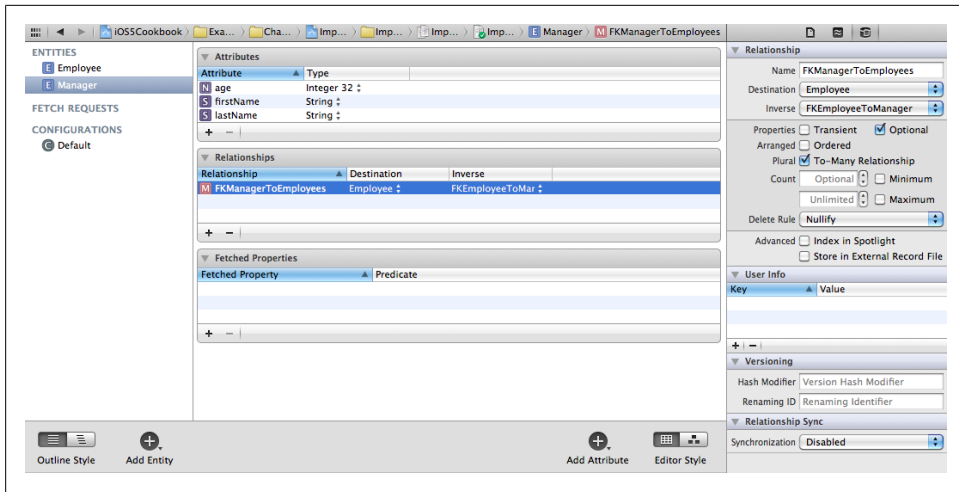 iOS5Cookbook Exa... Cha... Imp... Imp... Imp... Imp... E Manager M FKManagerToEmployees
ENTITIES
E Employee
E Manager
FETCH REQUESTS
CONFIGURATIONS
C Default
Attributes
Attribute Type
N age Integer 32
S firstName String
S lastName String
+ −
Relationships
Relationship Destination Inverse
M FKManagerToEmployees Employee FKEmployeeToMar
+ −
Fetched Properties
Fetched Property Predicate
+ −
Outline Style
Add Entity
Add Attribute
Editor Style
Relationship
Name FKManagerToEmployees
Destination Employee
Inverse FKEmployeeToManager
Properties Transient Optional
Arranged Ordered
Plural To-Many Relationship
Count Optional Minimum
Unlimited Maximum
Delete Rule Nullify
Advanced Index in Spotlight
Store in External Record File
User Info
Key Value
+ −
Versioning
Hash Modifier Version Hash Modifier
Renaming ID Renaming Identifier
Relationship Sync
Synchronization Disabled